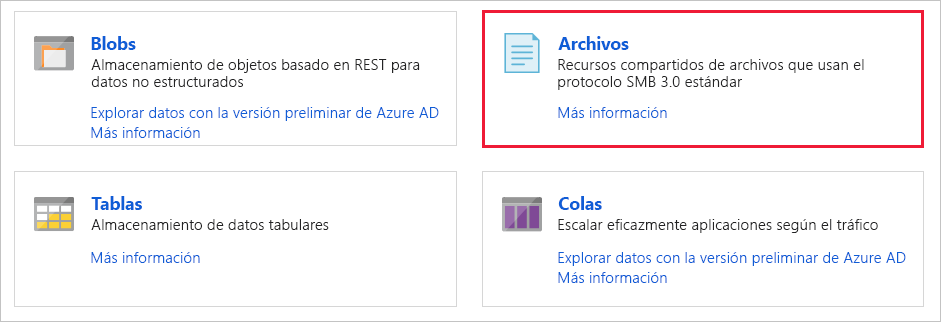 Blobs
Almacenamiento de objetos basado en REST para
datos no estructurados
Explorar datos con la versión preliminar de Azure AD
Más información
Archivos
Recursos compartidos de archivos que usan el
protocolo SMB 3.0 estándar
Más información
Tablas
Almacenamiento de datos tabulares
Más información
Colas
Escalar eficazmente aplicaciones según el tráfico
Explorar datos con la versión preliminar de Azure AD
Más información